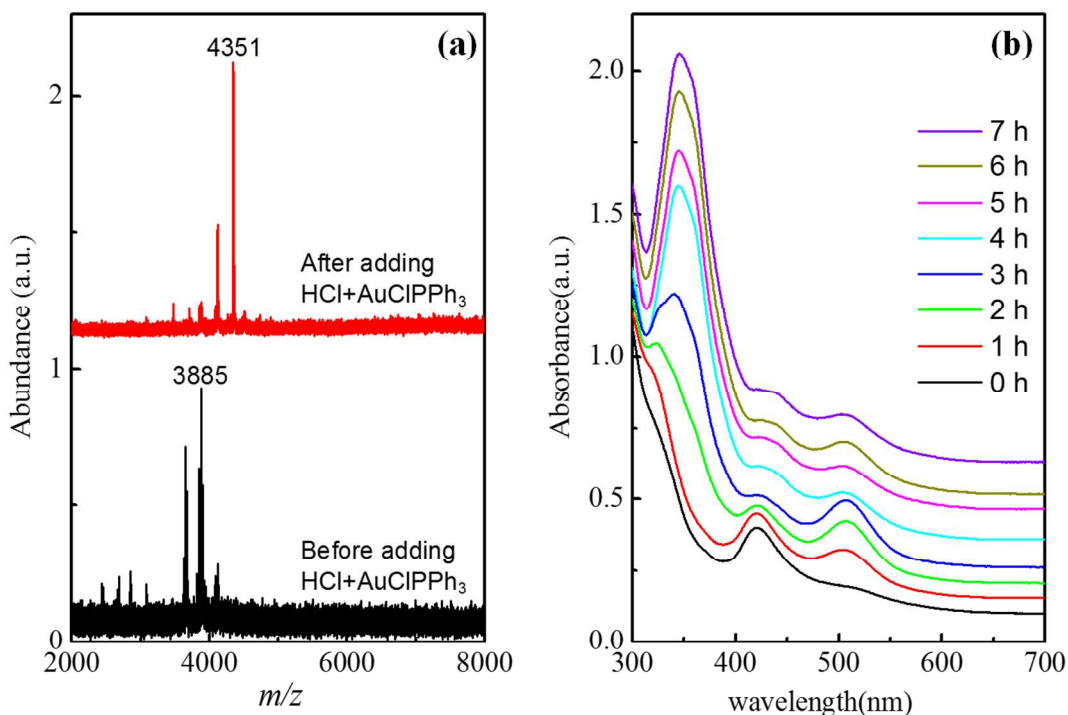 (a)
4351
2
After adding
HCl+AuClPPh₃
Abundance (a.u.)
1
3885
Before adding
HCl+AuClPPh₃
0
2000 4000 6000 8000
m/z
(b)
2.0
7 h
6 h
5 h
1.5
4 h
3 h
2 h
1 h
0 h
1.0
Absorbance(a.u.)
0.5
0.0
300 400 500 600 700
wavelength(nm)